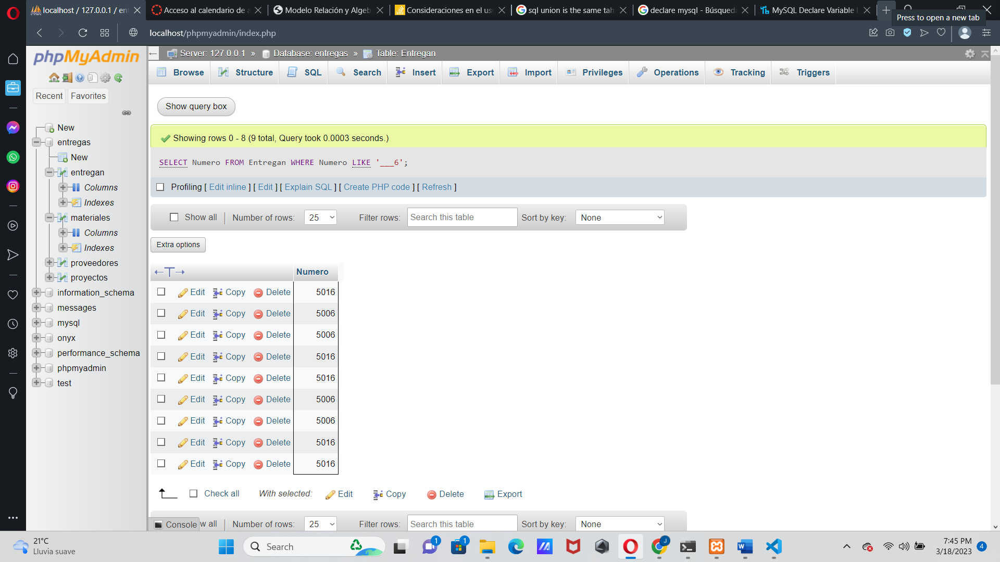 localhost / 127.0.0.1 / en
Acceso al calendario de a
Modelo Relación y Algeb
Consideraciones en el us
sql union is the same tab
declare mysql - Búsqueda
MySQL Declare Variable
Press to open a new tab
localhost/phpmyadmin/index.php
phpMyAdmin
Recent
Favorites
New
entregas
New
entregan
Columns
Indexes
materiales
Columns
Indexes
proveedores
proyectos
information_schema
messages
mysql
onyx
performance_schema
phpmyadmin
test
Server: 127.0.0.1 » Database: entregas » Table: Entregan
Browse Structure SQL Search Insert Export Import Privileges Operations Tracking Triggers
Show query box
Showing rows 0 - 8 (9 total, Query took 0.0003 seconds.)
SELECT Numero FROM Entregan WHERE Numero LIKE '___6';
Profiling [ Edit inline ] [ Edit ] [ Explain SQL ] [ Create PHP code ] [ Refresh ]
Show all Number of rows: 25 Filter rows: Search this table Sort by key: None
Extra options
Numero
Edit Copy Delete 5016
Edit Copy Delete 5006
Edit Copy Delete 5006
Edit Copy Delete 5016
Edit Copy Delete 5016
Edit Copy Delete 5006
Edit Copy Delete 5006
Edit Copy Delete 5016
Edit Copy Delete 5016
Check all With selected: Edit Copy Delete Export
Console w all Number of rows: 25 Filter rows: Search this table Sort by key: None
21°C
Lluvia suave
Search
1
1
J
7:45 PM
3/18/2023
4